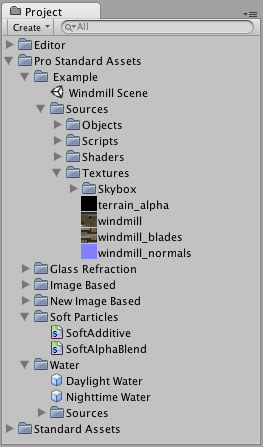 Project
Create
All
Editor
Pro Standard Assets
Example
Windmill Scene
Sources
Objects
Scripts
Shaders
Textures
Skybox
terrain_alpha
windmill
windmill_blades
windmill_normals
Glass Refraction
Image Based
New Image Based
Soft Particles
SoftAdditive
SoftAlphaBlend
Water
Daylight Water
Nighttime Water
Sources
Standard Assets